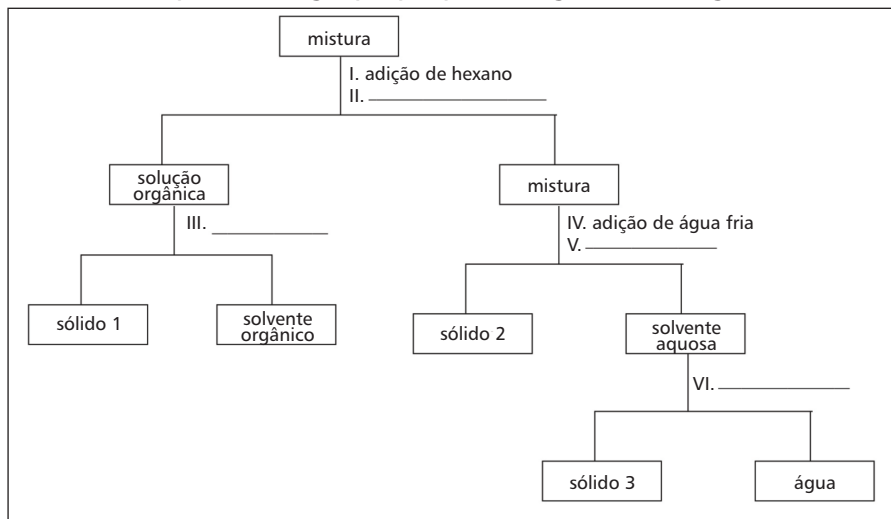 mistura
I. adição de hexano
II.
solução
orgânica
mistura
III.
IV. adição de água fria
V.
sólido 1
solvente
orgânico
sólido 2
solvente
aquosa
VI.
sólido 3
água